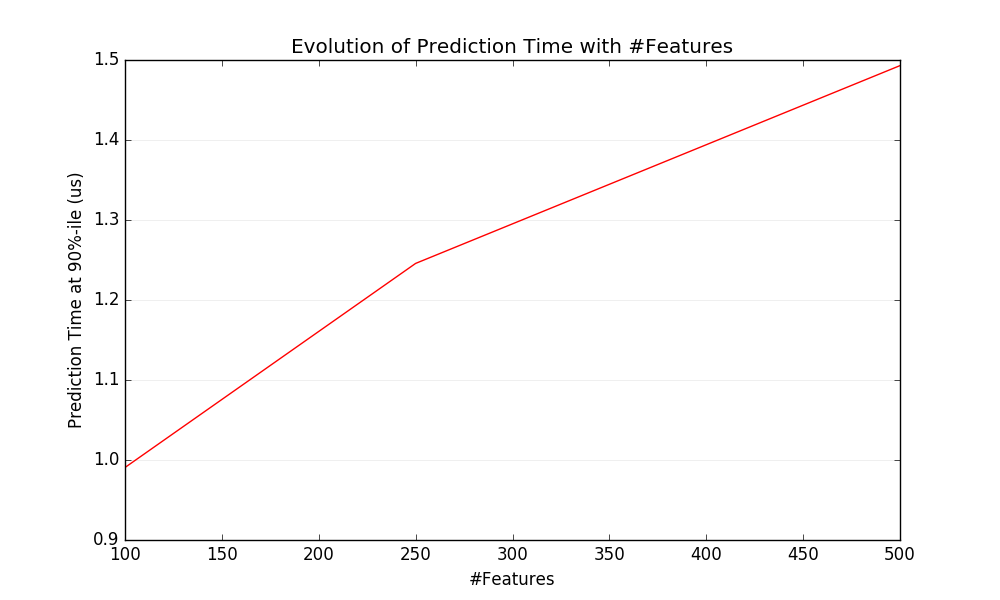 Evolution of Prediction Time with #Features
Prediction Time at 90%-ile (us)
1.5
1.4
1.3
1.2
1.1
1.0
0.9
100 150 200 250 300 350 400 450 500
#Features